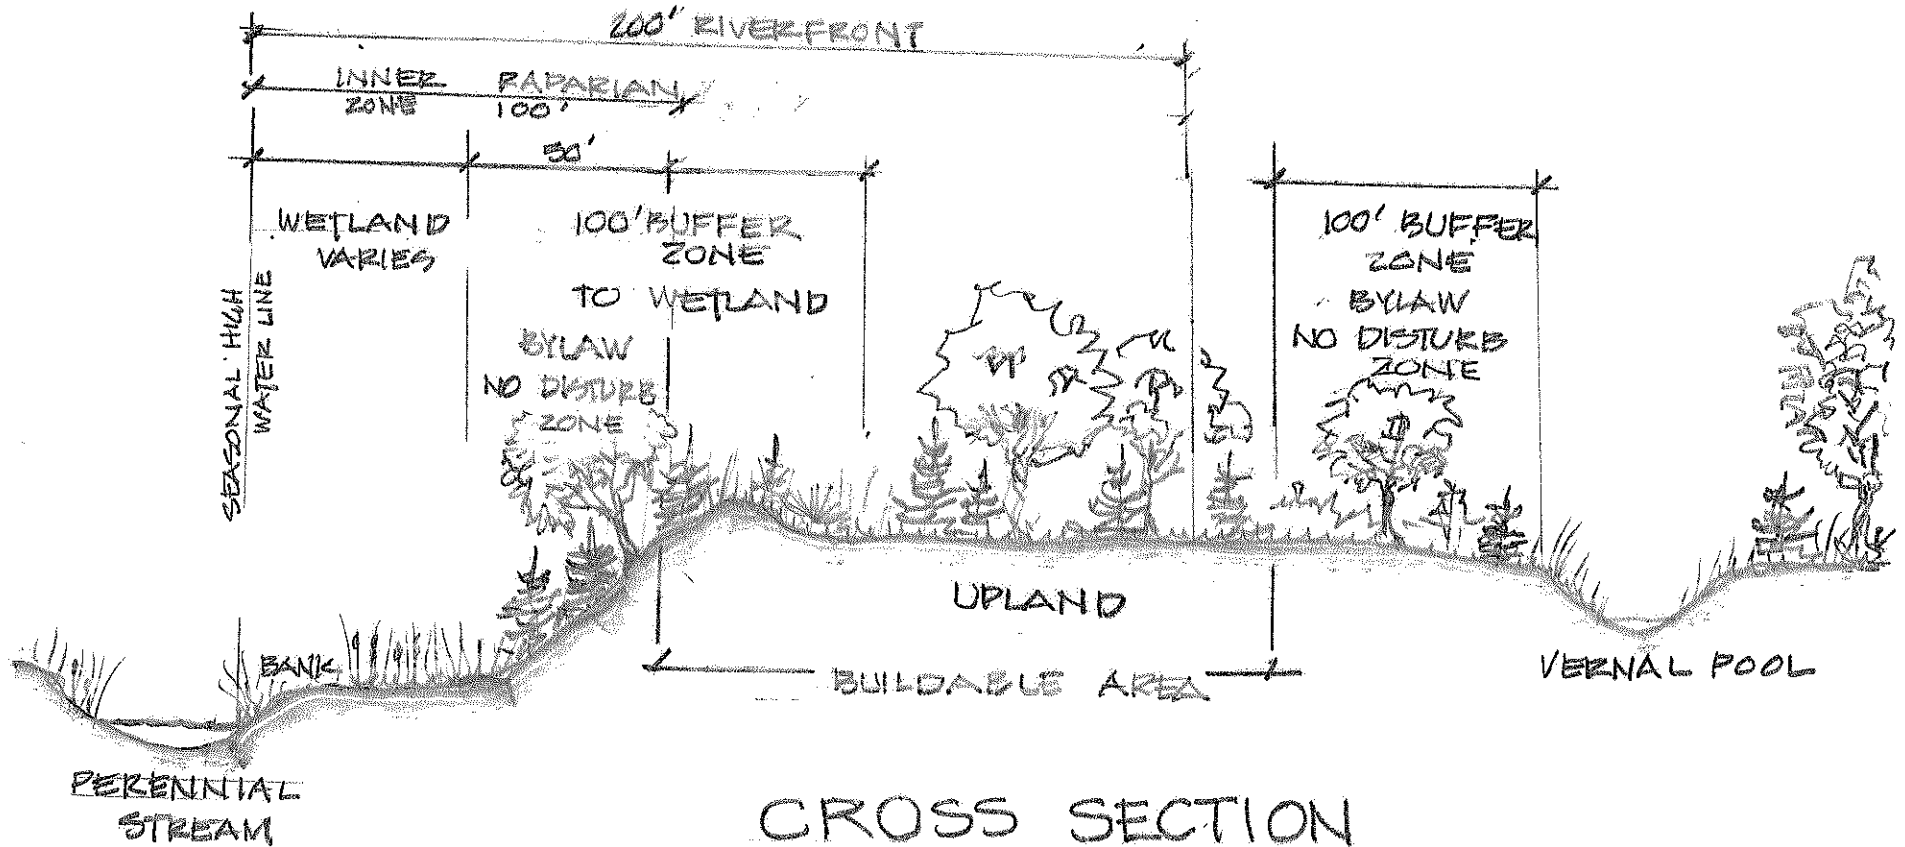 200' RIVERFRONT
INNER RAPARIAN
ZONE 100'
50'
WETLAND
VARIES
100' BUFFER
ZONE
TO WETLAND
BYLAW
NO DISTURB
ZONE
100' BUFFER
ZONE
BYLAW
NO DISTURB
ZONE
SEASONAL HIGH
WATER LINE
BANK
UPLAND
BUILDABLE AREA
VERNAL POOL
PERENNIAL
STREAM
CROSS SECTION